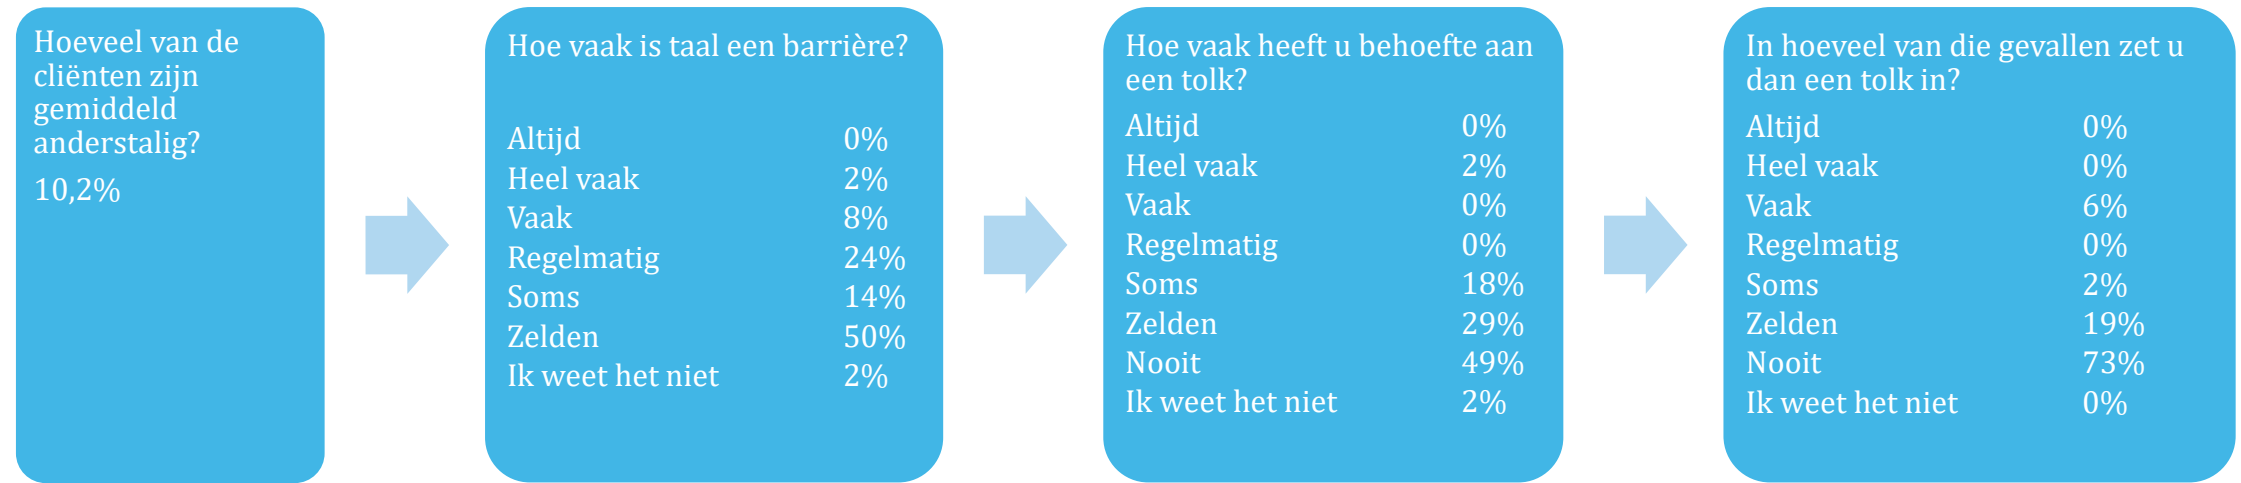 Hoeveel van de
cliënten zijn
gemiddeld
anderstalig?
10,2%
Hoe vaak is taal een barrière?
Altijd 0%
Heel vaak 2%
Vaak 8%
Regelmatig 24%
Soms 14%
Zelden 50%
Ik weet het niet 2%
Hoe vaak heeft u behoefte aan
een tolk?
Altijd 0%
Heel vaak 2%
Vaak 0%
Regelmatig 0%
Soms 18%
Zelden 29%
Nooit 49%
Ik weet het niet 2%
In hoeveel van die gevallen zet u
dan een tolk in?
Altijd 0%
Heel vaak 0%
Vaak 6%
Regelmatig 0%
Soms 2%
Zelden 19%
Nooit 73%
Ik weet het niet 0%